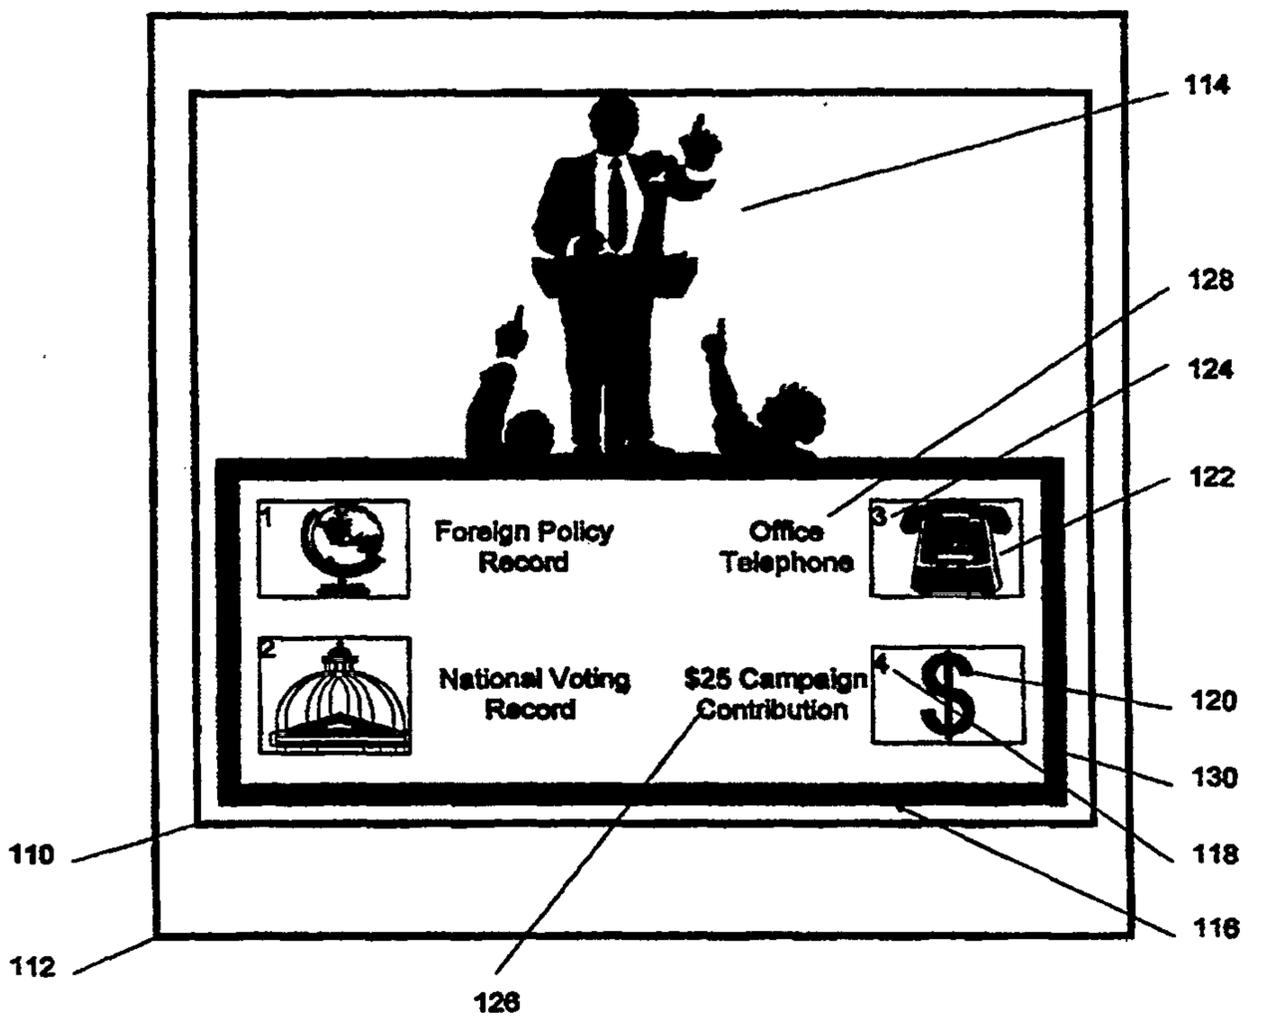 114
128
124
122
1
Foreign Policy
Record
Office
Telephone
3
2
National Voting
Record
$25 Campaign
Contribution
4
120
130
110
118
116
112
126